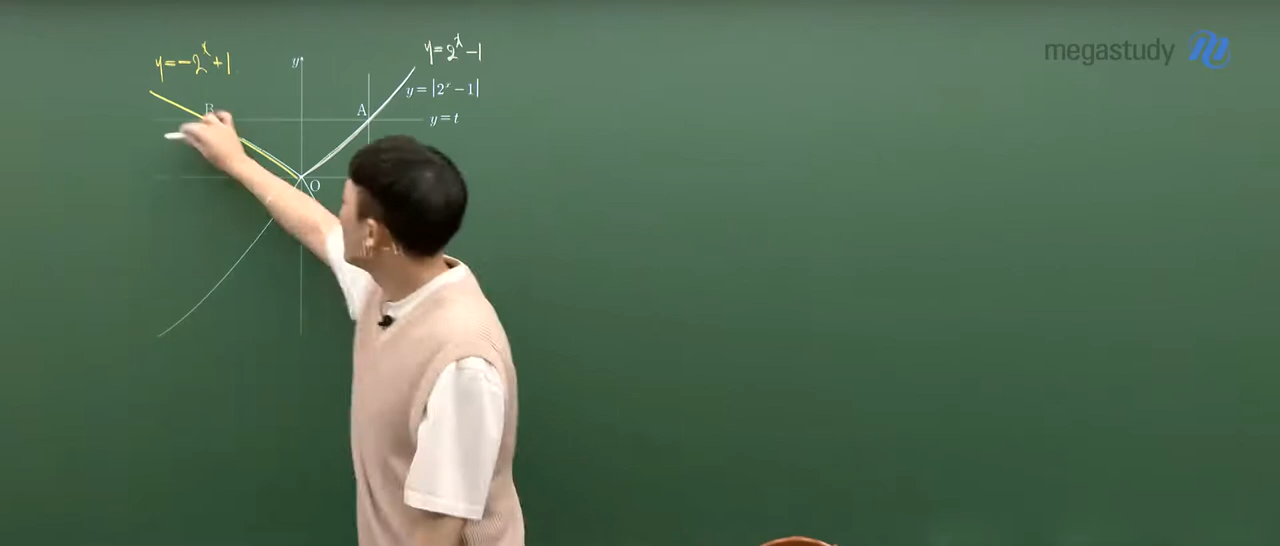 megastudy
y=-2^x+1
y=2^x-1
y
y=|2^x-1|
B
A
y=t
O